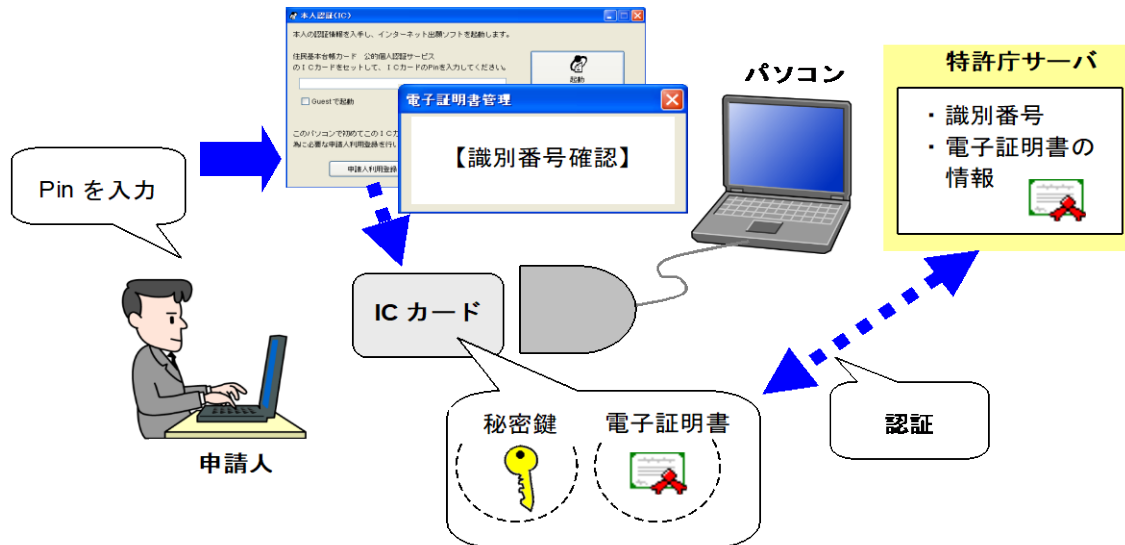 本人認証(IC)
本人の認証情報を入手し、インターネット出願ソフトを起動します。
住民基本台帳カード 公的個人認証サービス
のICカードをセットして、ICカードのPinを入力してください。
起動
Guestで起動
このパソコンで初めてこのICカ
為に必要な申請人利用登録を行い
申請人利用登録
電子証明書管理
【識別番号確認】
パソコン
特許庁サーバ
・識別番号
・電子証明書の
情報
Pin を入力
IC カード
秘密鍵
電子証明書
認証
申請人